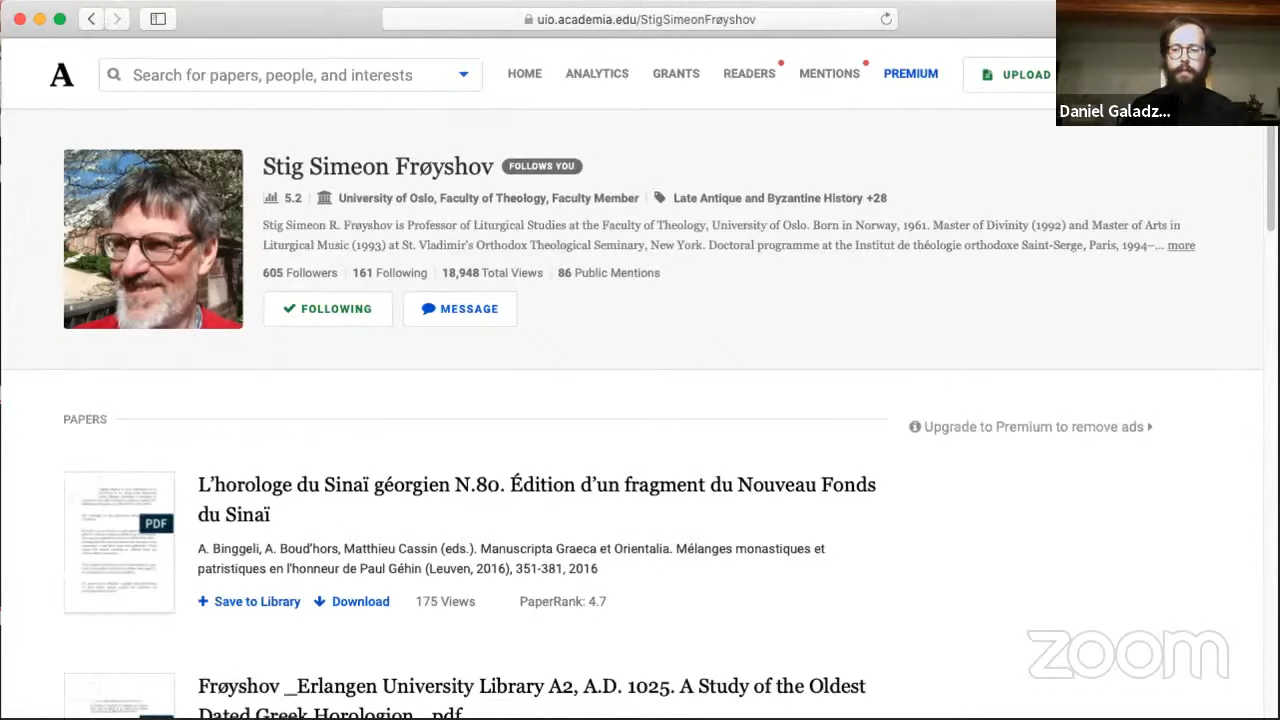 uio.academia.edu/StigSimeonFrøyshov
A
Search for papers, people, and interests
HOME
ANALYTICS
GRANTS
READERS
MENTIONS
PREMIUM
UPLOAD
Daniel Galadz...
Stig Simeon Frøyshov FOLLOWS YOU
5.2 University of Oslo, Faculty of Theology, Faculty Member Late Antique and Byzantine History +28
Stig Simeon R. Frøyshov is Professor of Liturgical Studies at the Faculty of Theology, University of Oslo. Born in Norway, 1961. Master of Divinity (1992) and Master of Arts in
Liturgical Music (1993) at St. Vladimir's Orthodox Theological Seminary, New York. Doctoral programme at the Institut de théologie orthodoxe Saint-Serge, Paris, 1994–... more
605 Followers 161 Following 18,948 Total Views 86 Public Mentions
FOLLOWING
MESSAGE
PAPERS
Upgrade to Premium to remove ads
PDF
L'horologe du Sinaï géorgien N.80. Édition d'un fragment du Nouveau Fonds
du Sinaï
A. Binggeli, A. Boud'hors, Matthieu Cassin (eds.). Manuscripta Graeca et Orientalia. Mélanges monastiques et
patristiques en l'honneur de Paul Géhin (Leuven, 2016), 351-381, 2016
+ Save to Library Download 175 Views PaperRank: 4.7
zoom
Frøyshov _Erlangen University Library A2, A.D. 1025. A Study of the Oldest
Dated Greek Horologion_.pdf